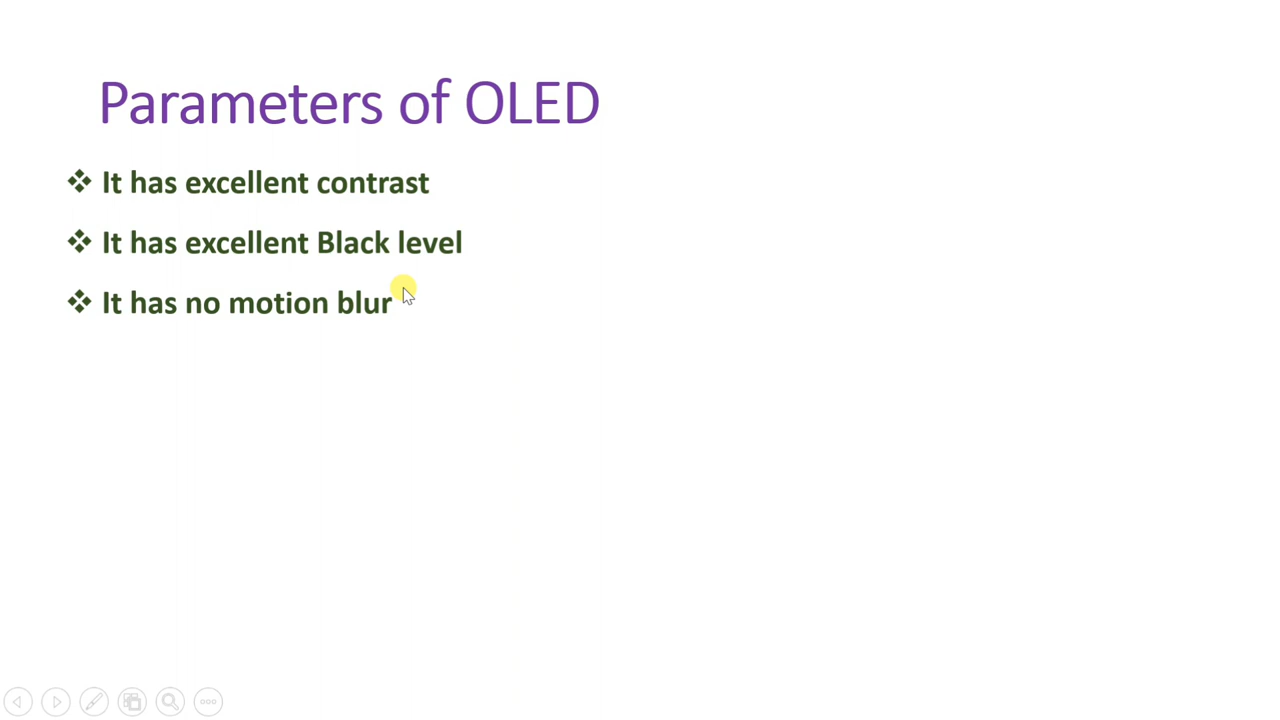 Parameters of OLED
It has excellent contrast
It has excellent Black level
It has no motion blur